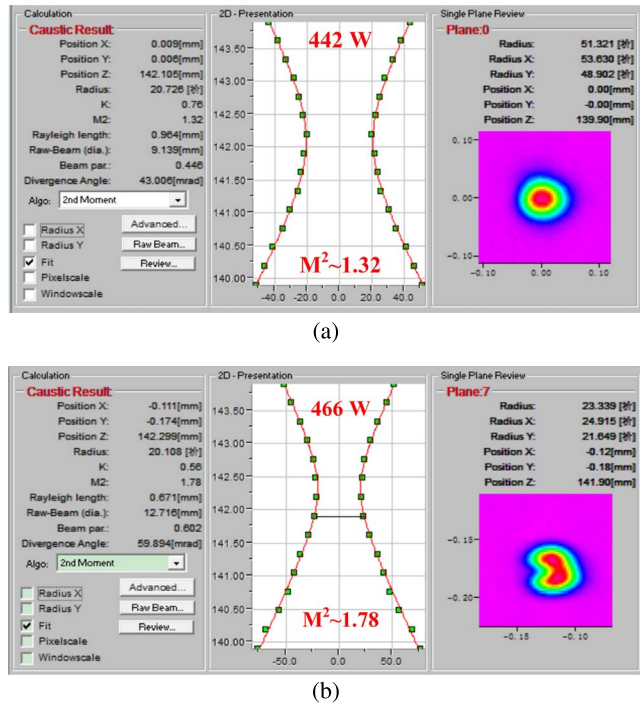 Calculation
Caustic Result:
Position X: 0.009[mm]
Position Y: 0.006[mm]
Position Z: 142.105[mm]
Radius: 20.726 [祄]
K: 0.76
M2: 1.32
Rayleigh length: 0.964[mm]
Raw-Beam (dia.): 9.139[mm]
Beam par.: 0.446
Divergence Angle: 43.006[mrad]
Algo: 2nd Moment
Radius X
Radius Y
Fit
Pixelscale
Windowscale
Advanced...
Raw Beam...
Review...
2D - Presentation
442 W
143.50
143.00
142.50
142.00
141.50
141.00
140.50
140.00
M²~1.32
-40.0 -20.0 0.0 20.0 40.0
Single Plane Review
Plane:0
Radius: 51.321 [祄]
Radius X: 53.630 [祄]
Radius Y: 48.902 [祄]
Position X: 0.00[mm]
Position Y: -0.00[mm]
Position Z: 139.90[mm]
0.10
0.00
-0.10
-0.10 0.00 0.10
(a)
Calculation
Caustic Result:
Position X: -0.111[mm]
Position Y: -0.174[mm]
Position Z: 142.299[mm]
Radius: 20.108 [祄]
K: 0.56
M2: 1.78
Rayleigh length: 0.671[mm]
Raw-Beam (dia.): 12.716[mm]
Beam par.: 0.602
Divergence Angle: 59.894[mrad]
Algo: 2nd Moment
Radius X
Radius Y
Fit
Pixelscale
Windowscale
Advanced...
Raw Beam...
Review...
2D - Presentation
466 W
143.50
143.00
142.50
142.00
141.50
141.00
140.50
140.00
M²~1.78
-50.0 0.0 50.0
Single Plane Review
Plane:7
Radius: 23.339 [祄]
Radius X: 24.915 [祄]
Radius Y: 21.649 [祄]
Position X: -0.12[mm]
Position Y: -0.18[mm]
Position Z: 141.90[mm]
-0.15
-0.20
-0.15 -0.10
(b)